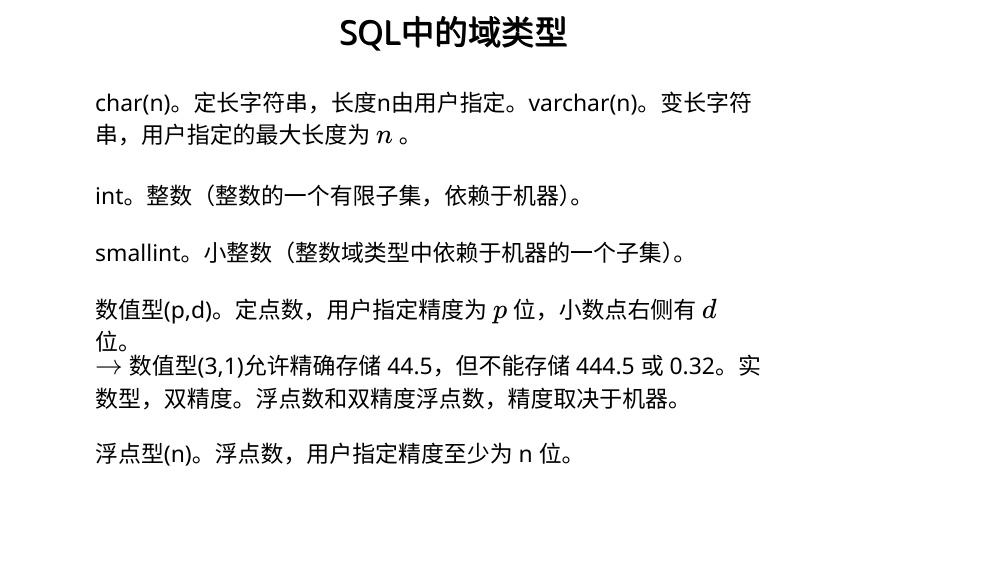 SQL中的域类型
char(n)。定长字符串，长度n由用户指定。varchar(n)。变长字符
串，用户指定的最大长度为 n 。
int。整数（整数的一个有限子集，依赖于机器）。
smallint。小整数（整数域类型中依赖于机器的一个子集）。
数值型(p,d)。定点数，用户指定精度为 p 位，小数点右侧有 d
位。
→ 数值型(3,1)允许精确存储 44.5，但不能存储 444.5 或 0.32。实
数型，双精度。浮点数和双精度浮点数，精度取决于机器。
浮点型(n)。浮点数，用户指定精度至少为 n 位。